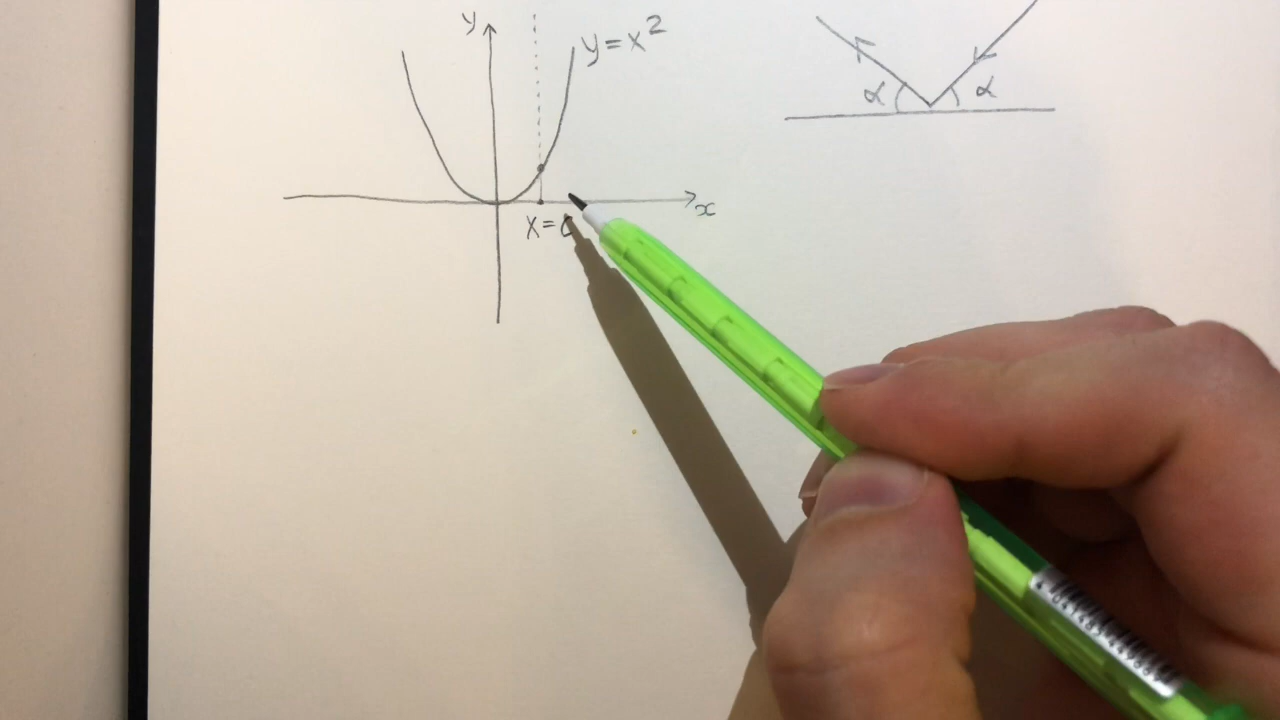 y
y=x²
α α
x
x=